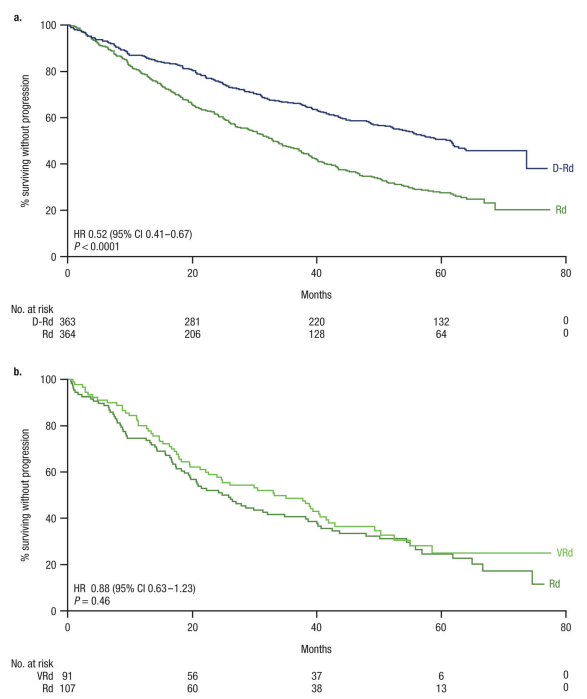 a.
100
80
60
40
20
0
% surviving without progression
D-Rd
Rd
HR 0.52 (95% CI 0.41–0.67)
P < 0.0001
0 20 40 60 80
Months
No. at risk
D-Rd 363 281 220 132 0
Rd 364 206 128 64 0
b.
100
80
60
40
20
0
% surviving without progression
VRd
Rd
HR 0.88 (95% CI 0.63–1.23)
P = 0.46
0 20 40 60 80
Months
No. at risk
VRd 91 56 37 6 0
Rd 107 60 38 13 0